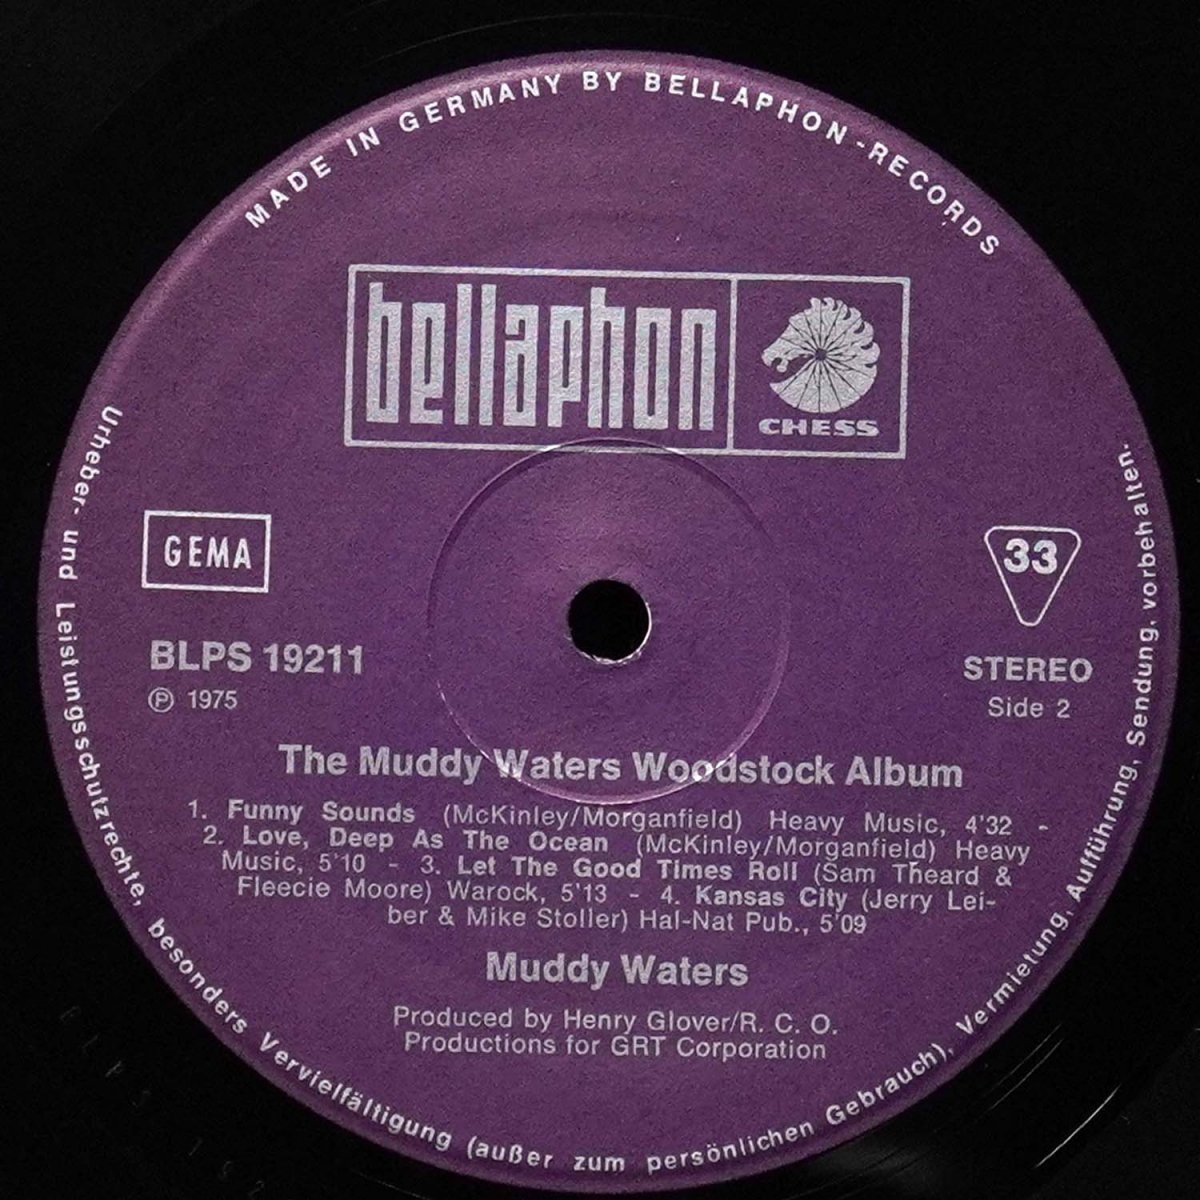 MADE IN GERMANY BY BELLAPHON-RECORDS
bellaphon
CHESS
GEMA
33
BLPS 19211
℗ 1975
STEREO
Side 2
The Muddy Waters Woodstock Album
1. Funny Sounds (McKinley/Morganfield) Heavy Music, 4'32 -
2. Love, Deep As The Ocean (McKinley/Morganfield) Heavy
Music, 5'10 - 3. Let The Good Times Roll (Sam Theard &
Fleecie Moore) Warock, 5'13 - 4. Kansas City (Jerry Lei-
ber & Mike Stoller) Hal-Nat Pub., 5'09
Muddy Waters
Produced by Henry Glover/R. C. O.
Productions for GRT Corporation
Urheber- und Leistungsschutzrechte, besonders Vervielfältigung (außer zum persönlichen Gebrauch), Vermietung, Aufführung, Sendung, vorbehalten.